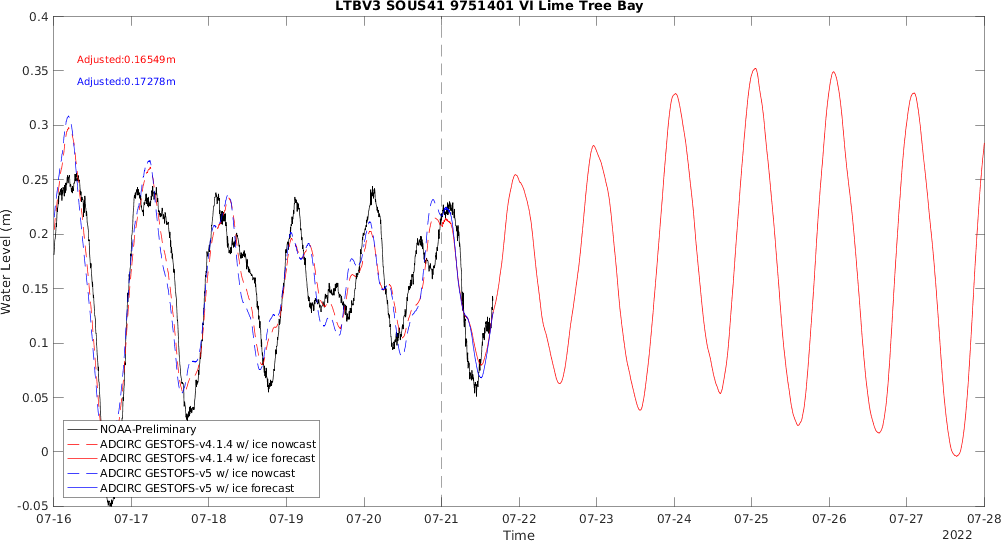 LTBV3 SOUS41 9751401 VI Lime Tree Bay
0.4
0.35
0.3
0.25
0.2
0.15
0.1
0.05
0
-0.05
Water Level (m)
Adjusted:0.16549m
Adjusted:0.17278m
NOAA-Preliminary
ADCIRC GESTOFS-v4.1.4 w/ ice nowcast
ADCIRC GESTOFS-v4.1.4 w/ ice forecast
ADCIRC GESTOFS-v5 w/ ice nowcast
ADCIRC GESTOFS-v5 w/ ice forecast
07-16 07-17 07-18 07-19 07-20 07-21 07-22 07-23 07-24 07-25 07-26 07-27 07-28
Time
2022